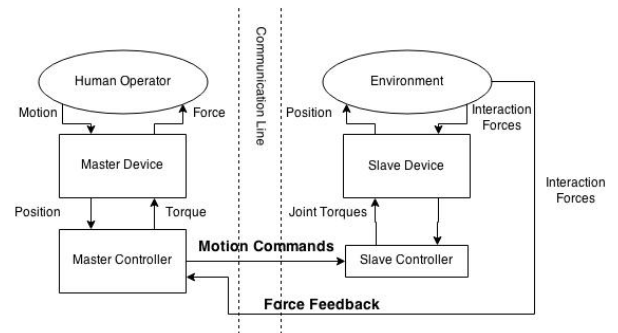 Communication Line
Human Operator
Environment
Motion
Force
Position
Interaction
Forces
Master Device
Slave Device
Interaction
Forces
Position
Torque
Joint Torques
Motion Commands
Master Controller
Slave Controller
Force Feedback